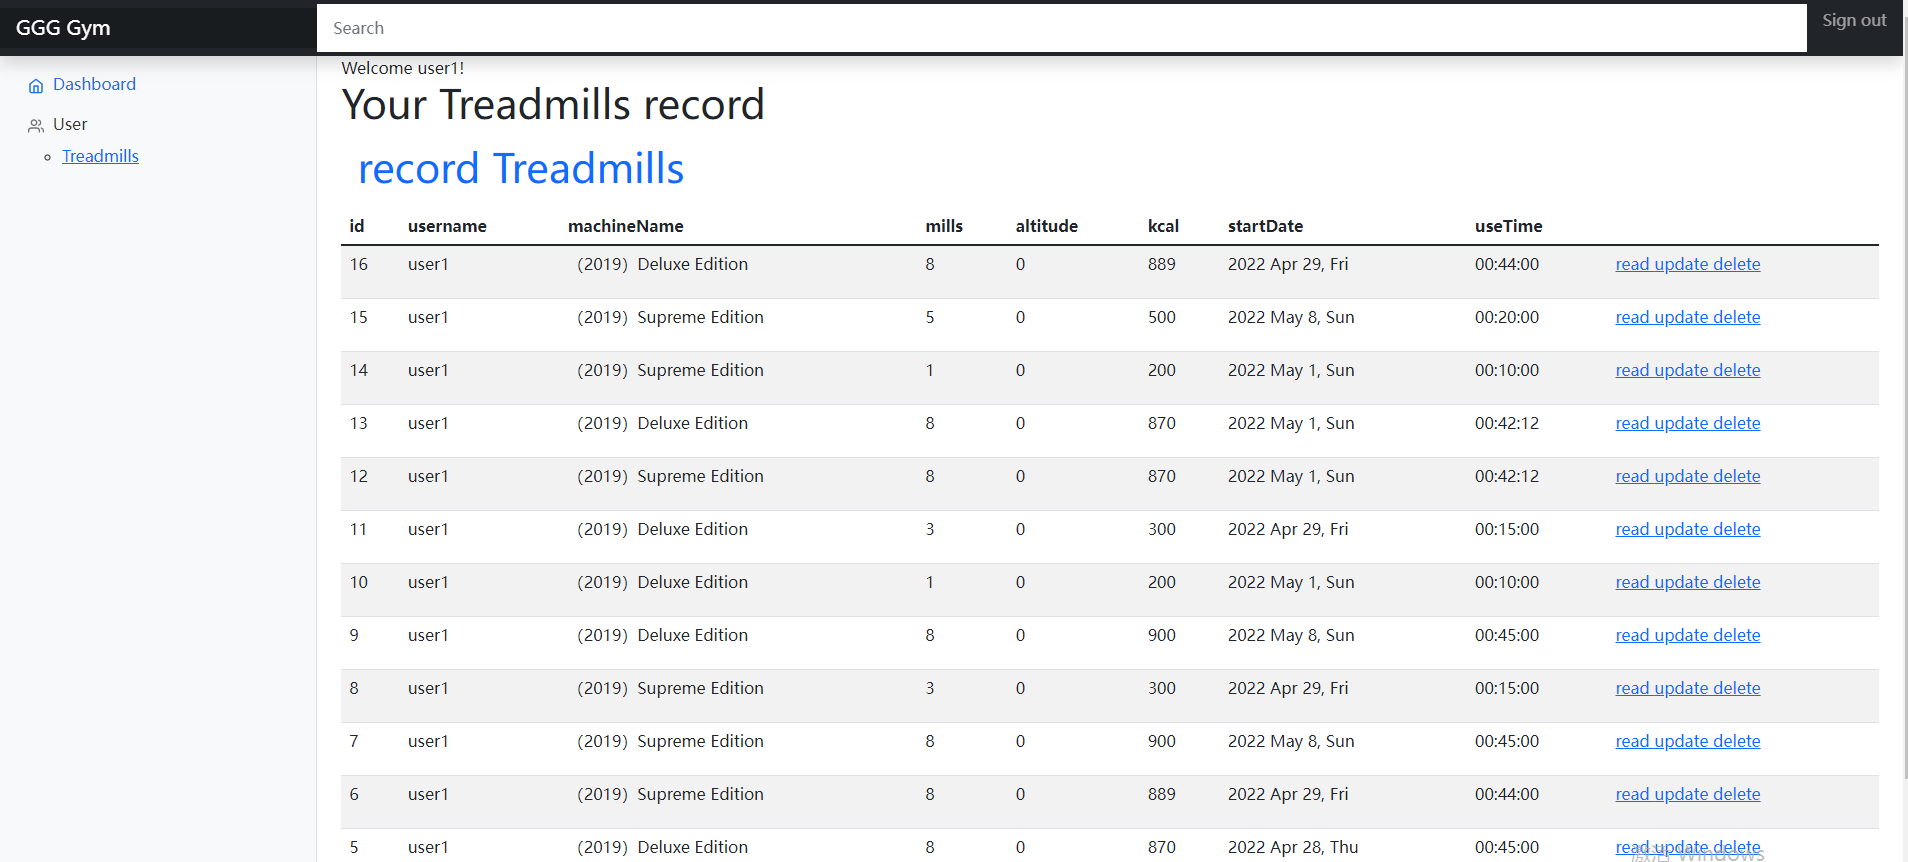 GGG Gym
Search
Sign out
Dashboard
User
Treadmills
Welcome user1!
Your Treadmills record
record Treadmills
id username machineName mills altitude kcal startDate useTime
16 user1 （2019）Deluxe Edition 8 0 889 2022 Apr 29, Fri 00:44:00 read update delete
15 user1 （2019）Supreme Edition 5 0 500 2022 May 8, Sun 00:20:00 read update delete
14 user1 （2019）Supreme Edition 1 0 200 2022 May 1, Sun 00:10:00 read update delete
13 user1 （2019）Deluxe Edition 8 0 870 2022 May 1, Sun 00:42:12 read update delete
12 user1 （2019）Supreme Edition 8 0 870 2022 May 1, Sun 00:42:12 read update delete
11 user1 （2019）Deluxe Edition 3 0 300 2022 Apr 29, Fri 00:15:00 read update delete
10 user1 （2019）Deluxe Edition 1 0 200 2022 May 1, Sun 00:10:00 read update delete
9 user1 （2019）Deluxe Edition 8 0 900 2022 May 8, Sun 00:45:00 read update delete
8 user1 （2019）Supreme Edition 3 0 300 2022 Apr 29, Fri 00:15:00 read update delete
7 user1 （2019）Supreme Edition 8 0 900 2022 May 8, Sun 00:45:00 read update delete
6 user1 （2019）Supreme Edition 8 0 889 2022 Apr 29, Fri 00:44:00 read update delete
5 user1 （2019）Deluxe Edition 8 0 870 2022 Apr 28, Thu 00:45:00 read update delete
激活 Windows